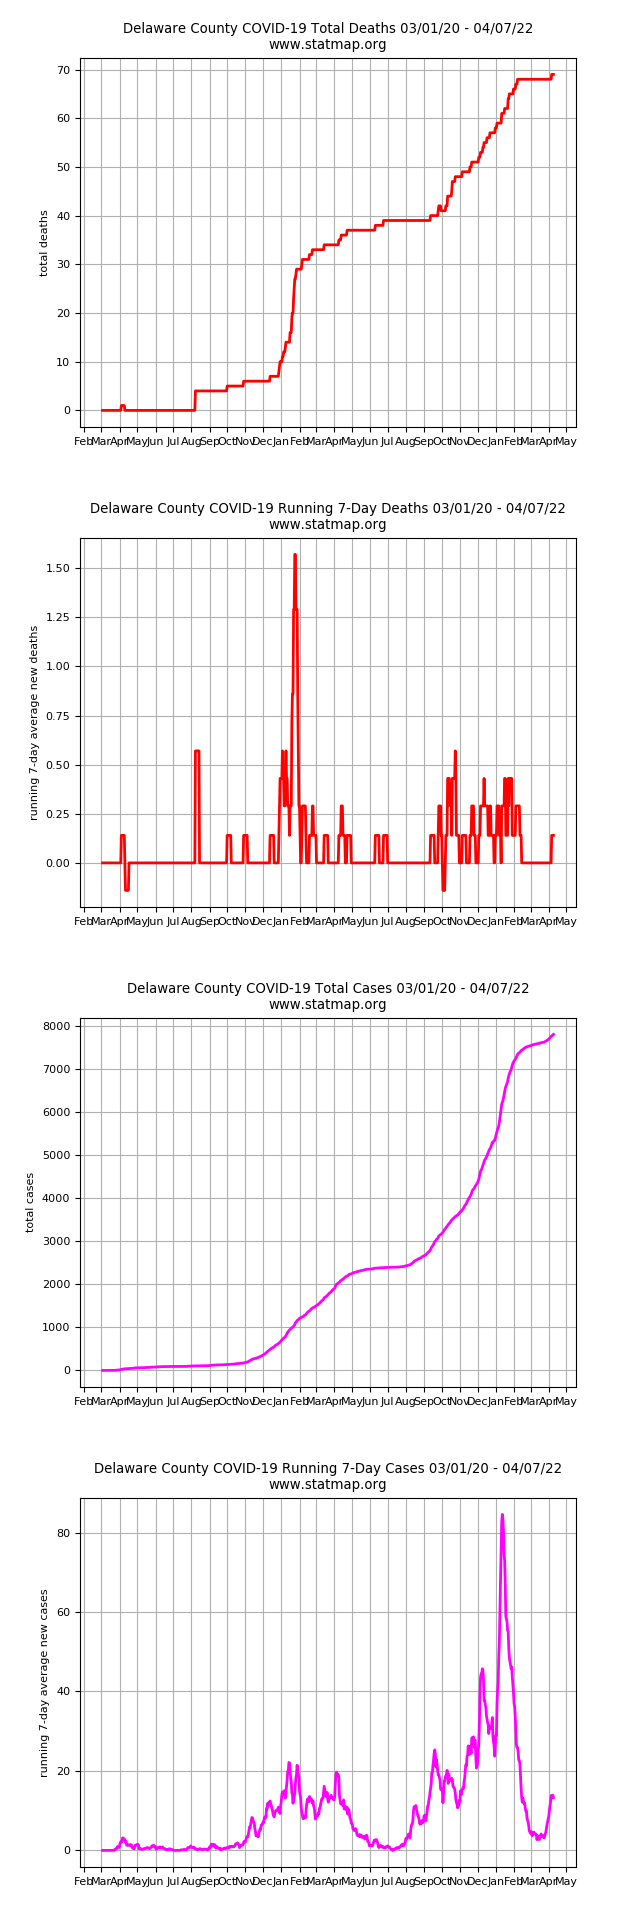 Delaware County COVID-19 Total Deaths 03/01/20 - 04/07/22
www.statmap.org
70
60
50
40
30
20
10
0
total deaths
Feb Mar Apr May Jun Jul Aug Sep Oct Nov Dec Jan Feb Mar Apr May Jun Jul Aug Sep Oct Nov Dec Jan Feb Mar Apr May
Delaware County COVID-19 Running 7-Day Deaths 03/01/20 - 04/07/22
www.statmap.org
1.50
1.25
1.00
0.75
0.50
0.25
0.00
running 7-day average new deaths
Feb Mar Apr May Jun Jul Aug Sep Oct Nov Dec Jan Feb Mar Apr May Jun Jul Aug Sep Oct Nov Dec Jan Feb Mar Apr May
Delaware County COVID-19 Total Cases 03/01/20 - 04/07/22
www.statmap.org
8000
7000
6000
5000
4000
3000
2000
1000
0
total cases
Feb Mar Apr May Jun Jul Aug Sep Oct Nov Dec Jan Feb Mar Apr May Jun Jul Aug Sep Oct Nov Dec Jan Feb Mar Apr May
Delaware County COVID-19 Running 7-Day Cases 03/01/20 - 04/07/22
www.statmap.org
80
60
40
20
0
running 7-day average new cases
Feb Mar Apr May Jun Jul Aug Sep Oct Nov Dec Jan Feb Mar Apr May Jun Jul Aug Sep Oct Nov Dec Jan Feb Mar Apr May